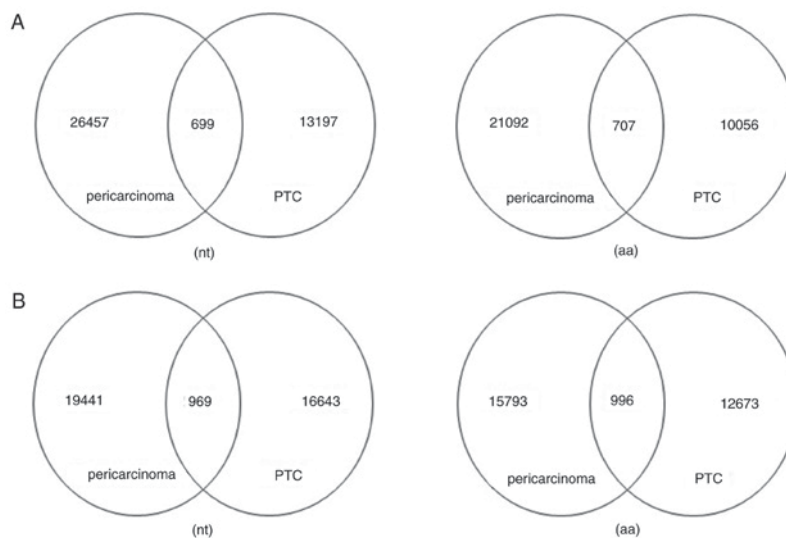 A
26457 699 13197
pericarcinoma PTC
(nt)
21092 707 10056
pericarcinoma PTC
(aa)
B
19441 969 16643
pericarcinoma PTC
(nt)
15793 996 12673
pericarcinoma PTC
(aa)